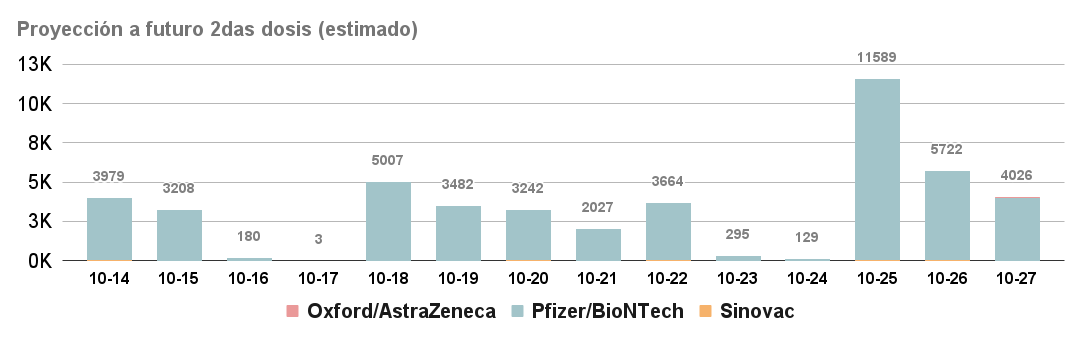 Proyección a futuro 2das dosis (estimado)
13K
10K
8K
5K
3K
0K
3979
3208
180
3
5007
3482
3242
2027
3664
295
129
11589
5722
4026
10-14
10-15
10-16
10-17
10-18
10-19
10-20
10-21
10-22
10-23
10-24
10-25
10-26
10-27
Oxford/AstraZeneca
Pfizer/BioNTech
Sinovac